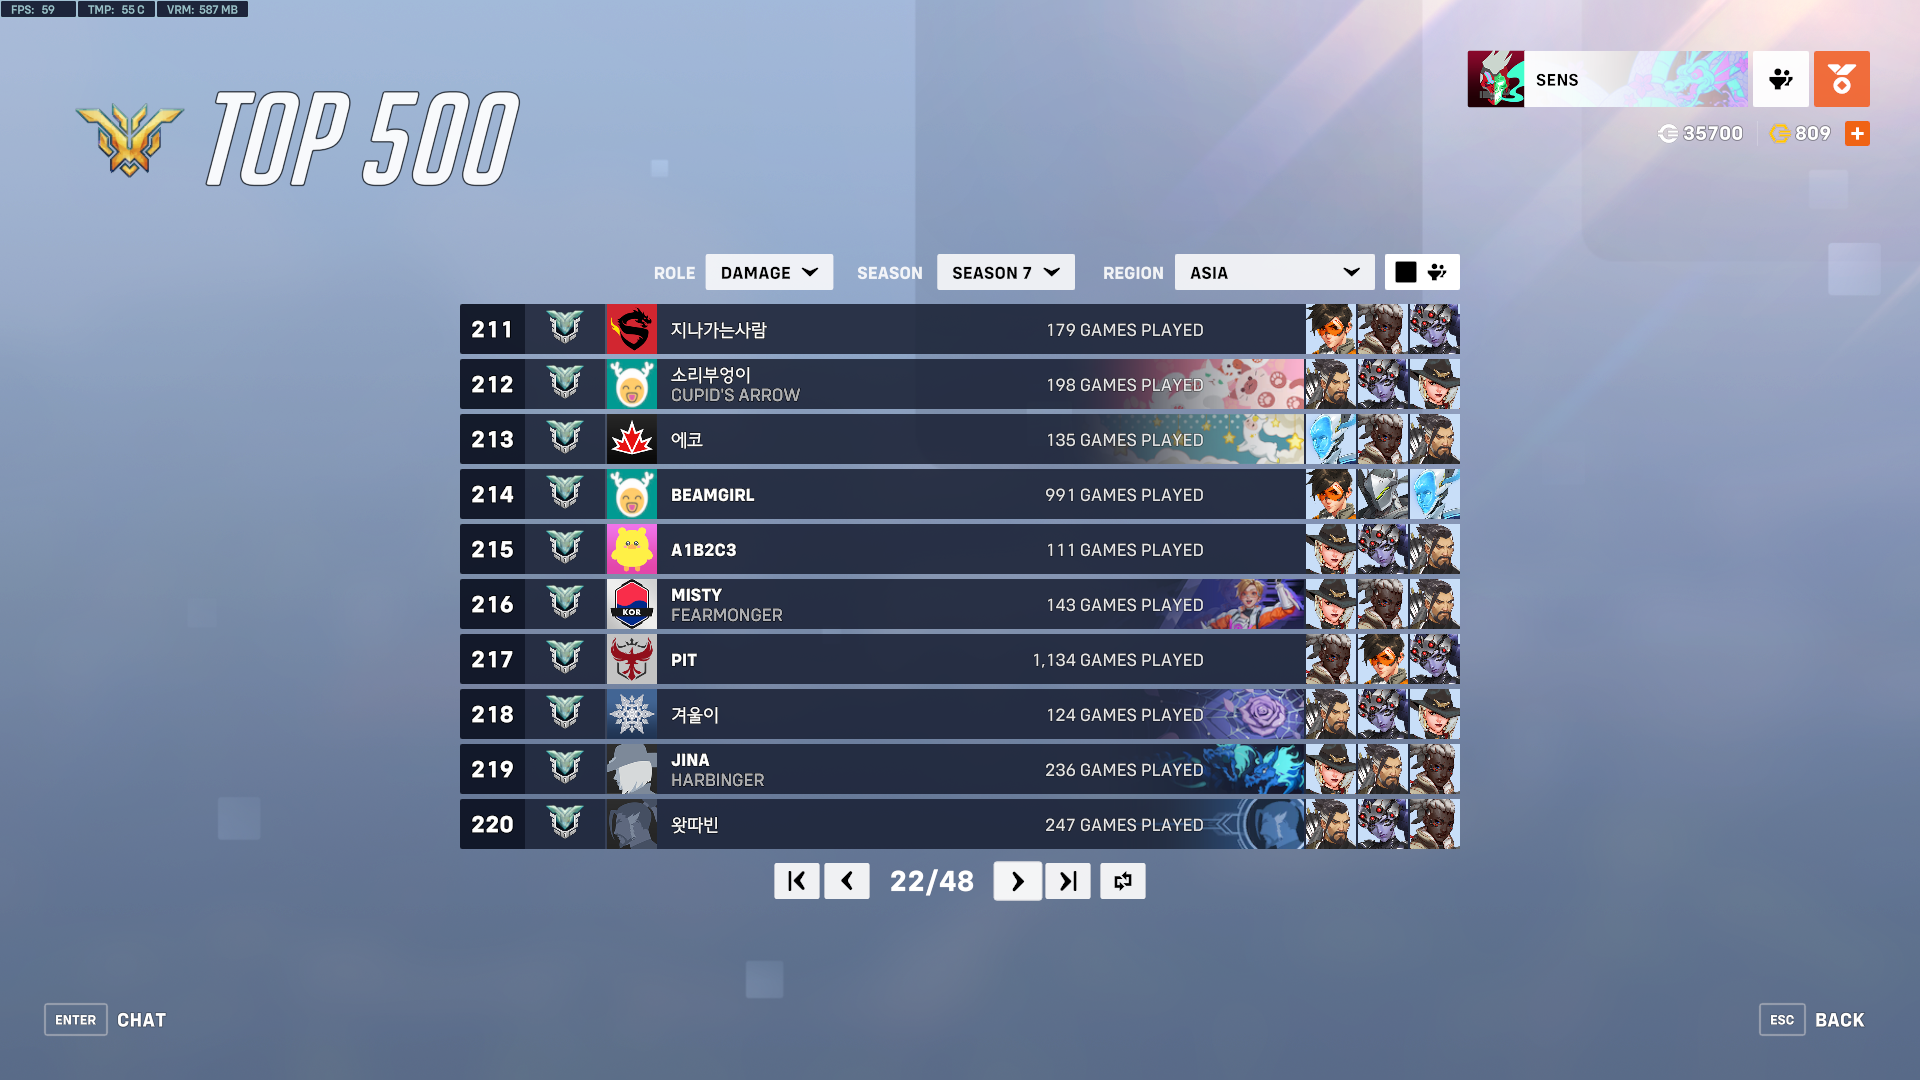 FPS: 59 TMP: 55 C VRM: 587 MB
TOP 500
SENS
35700 809
ROLE DAMAGE SEASON SEASON 7 REGION ASIA
211 지나가는사람 179 GAMES PLAYED
212 소리부엉이 198 GAMES PLAYED
CUPID'S ARROW
213 에코 135 GAMES PLAYED
214 BEAMGIRL 991 GAMES PLAYED
215 A1B2C3 111 GAMES PLAYED
216 KOR MISTY 143 GAMES PLAYED
FEARMONGER
217 PIT 1,134 GAMES PLAYED
218 겨울이 124 GAMES PLAYED
219 JINA 236 GAMES PLAYED
HARBINGER
220 왓따빈 247 GAMES PLAYED
22/48
ENTER CHAT
ESC BACK